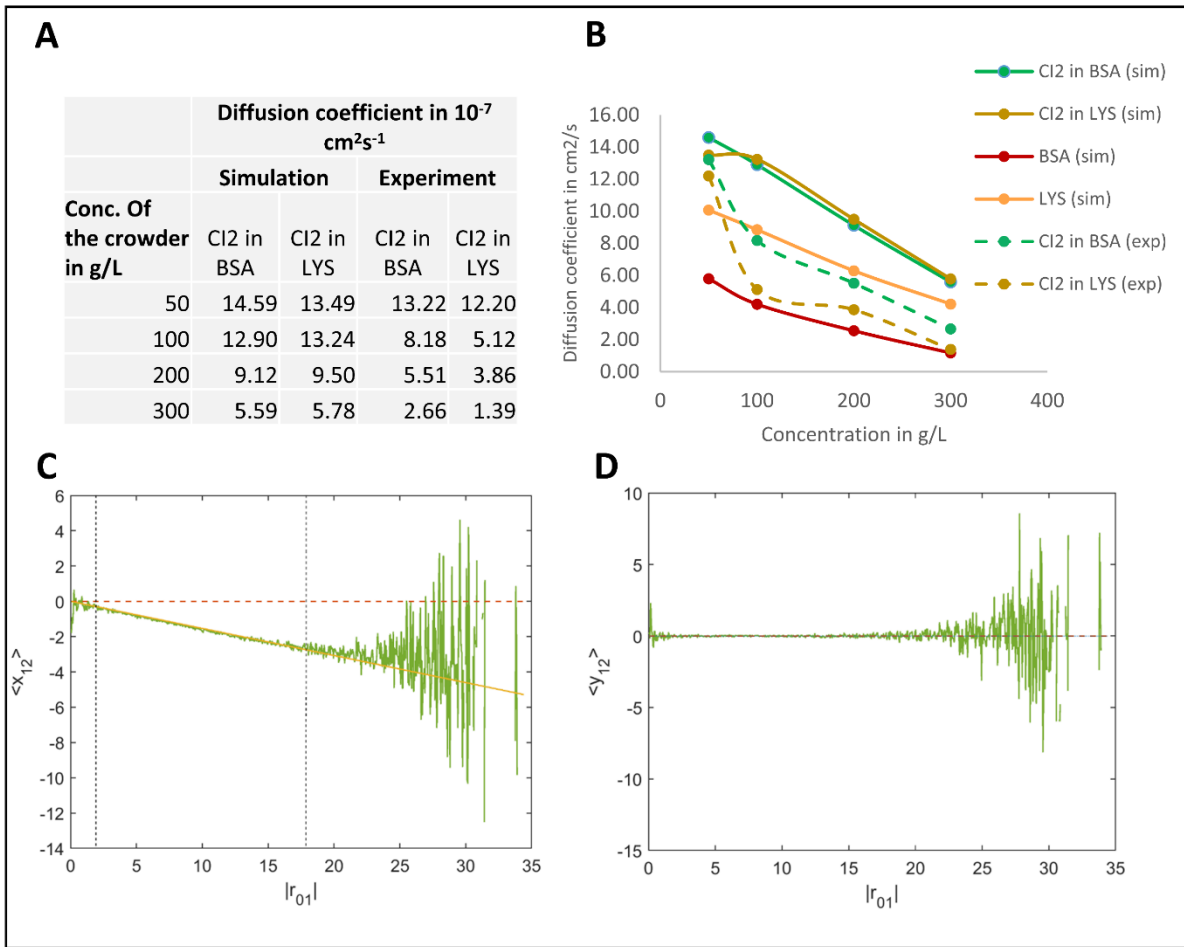 A
Diffusion coefficient in 10-7
cm2s-1
Simulation Experiment
Conc. Of
the crowder
in g/L
CI2 in
BSA
CI2 in
LYS
CI2 in
BSA
CI2 in
LYS
50 14.59 13.49 13.22 12.20
100 12.90 13.24 8.18 5.12
200 9.12 9.50 5.51 3.86
300 5.59 5.78 2.66 1.39
B
Diffusion coefficient in cm2/s
16.00
14.00
12.00
10.00
8.00
6.00
4.00
2.00
0.00
0 100 200 300 400
Concentration in g/L
CI2 in BSA (sim)
CI2 in LYS (sim)
BSA (sim)
LYS (sim)
CI2 in BSA (exp)
CI2 in LYS (exp)
C
<x12>
6
4
2
0
-2
-4
-6
-8
-10
-12
-14
0 5 10 15 20 25 30 35
|r01|
D
<y12>
10
5
0
-5
-10
-15
0 5 10 15 20 25 30 35
|r01|